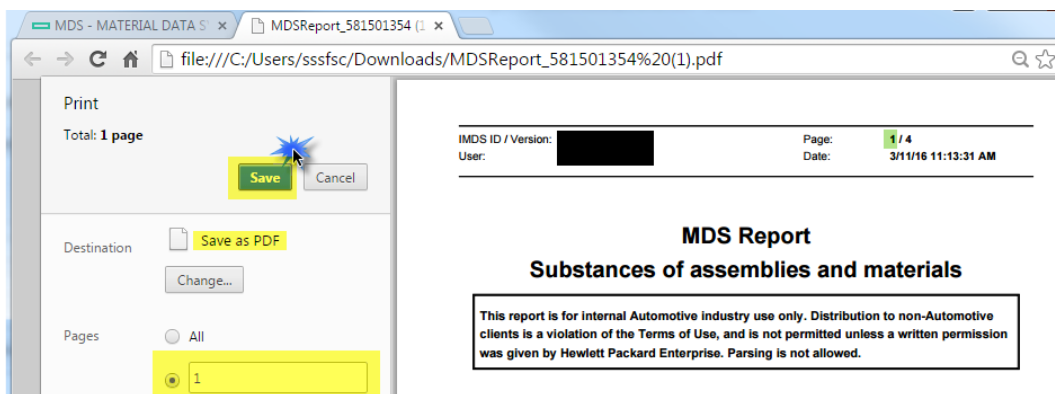 MDS - MATERIAL DATA S
MDSReport_581501354 (1
file:///C:/Users/sssfsc/Downloads/MDSReport_581501354%20(1).pdf
Print
Total: 1 page
Save Cancel
Destination
Save as PDF
Change...
Pages
All
1
IMDS ID / Version: Page: 1 / 4
User: Date: 3/11/16 11:13:31 AM
MDS Report
Substances of assemblies and materials
This report is for internal Automotive industry use only. Distribution to non-Automotive
clients is a violation of the Terms of Use, and is not permitted unless a written permission
was given by Hewlett Packard Enterprise. Parsing is not allowed.